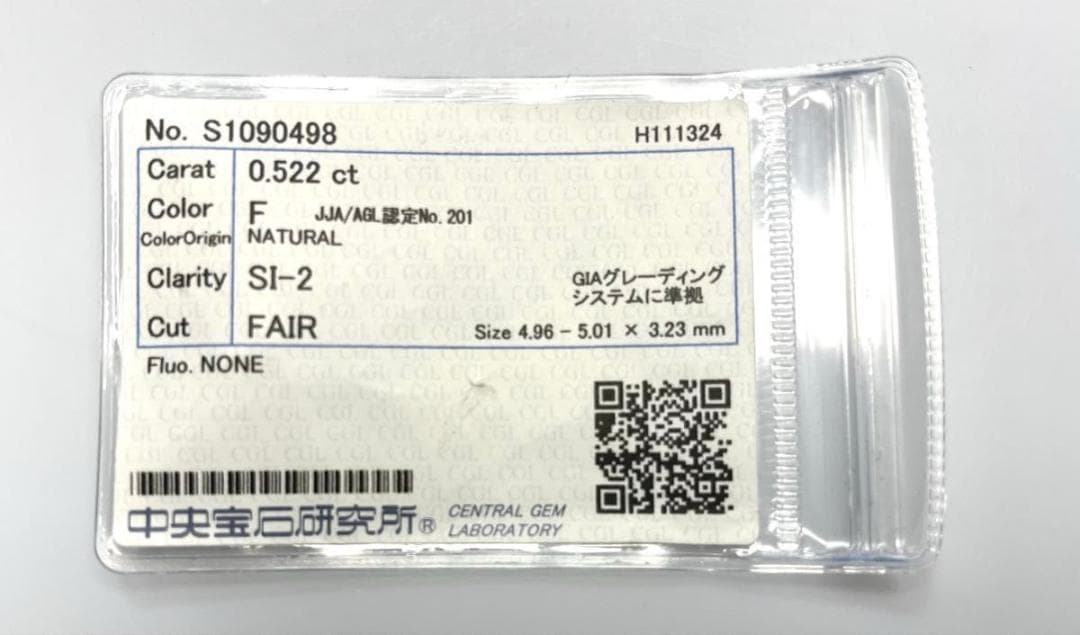 No. S1090498 H111324
Carat 0.522 ct
Color F JJA/AGL認定No. 201
ColorOrigin NATURAL
Clarity SI-2 GIAグレーディング
システムに準拠
Cut FAIR Size 4.96 - 5.01 × 3.23 mm
Fluo. NONE
中央宝石研究所® CENTRAL GEM
LABORATORY